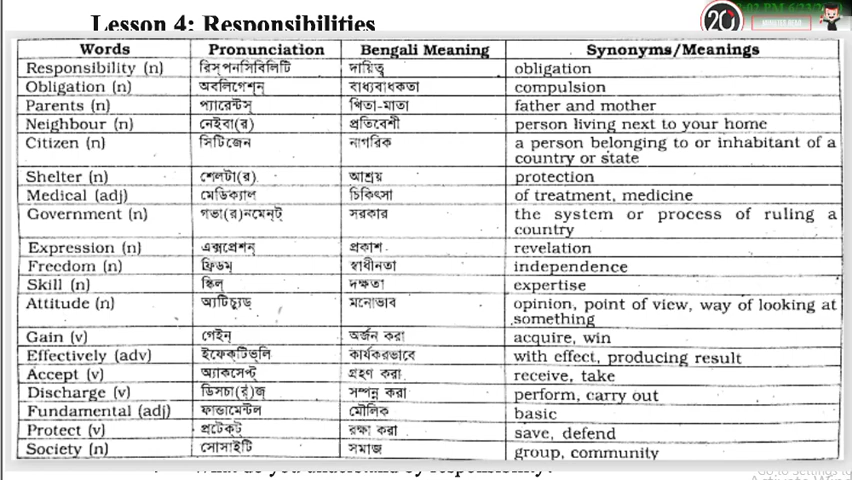 Lesson 4: Responsibilities
20
Words Pronunciation Bengali Meaning Synonyms/Meanings
Responsibility (n) রিস্পনসিবিলিটি দায়িত্ব obligation
Obligation (n) অবলিগেশ্ন্ বাধ্যবাধকতা compulsion
Parents (n) প্যারেন্টস্ পিতা-মাতা father and mother
Neighbour (n) নেইবা(র) প্রতিবেশী person living next to your home
Citizen (n) সিটিজেন নাগরিক a person belonging to or inhabitant of a
country or state
Shelter (n) শেলটা(র) আশ্রয় protection
Medical (adj) মেডিক্যাল চিকিৎসা of treatment, medicine
Government (n) গভা(র)নমেন্ট্ সরকার the system or process of ruling a
country
Expression (n) এক্সপ্রেশন্ প্রকাশ revelation
Freedom (n) ফ্রিডম্ স্বাধীনতা independence
Skill (n) স্কিল্ দক্ষতা expertise
Attitude (n) অ্যাটিচ্যুড্ মনোভাব opinion, point of view, way of looking at
something
Gain (v) গেইন্ অর্জন করা acquire, win
Effectively (adv) ইফেক্টিভ্লি কার্যকরভাবে with effect, producing result
Accept (v) অ্যাকসেপ্ট্ গ্রহণ করা receive, take
Discharge (v) ডিসচা(র্)জ্ সম্পন্ন করা perform, carry out
Fundamental (adj) ফান্ডামেন্টল মৌলিক basic
Protect (v) প্রটেক্ট্ রক্ষা করা save, defend
Society (n) সোসাইটি সমাজ group, community
What do you understand by responsibility?